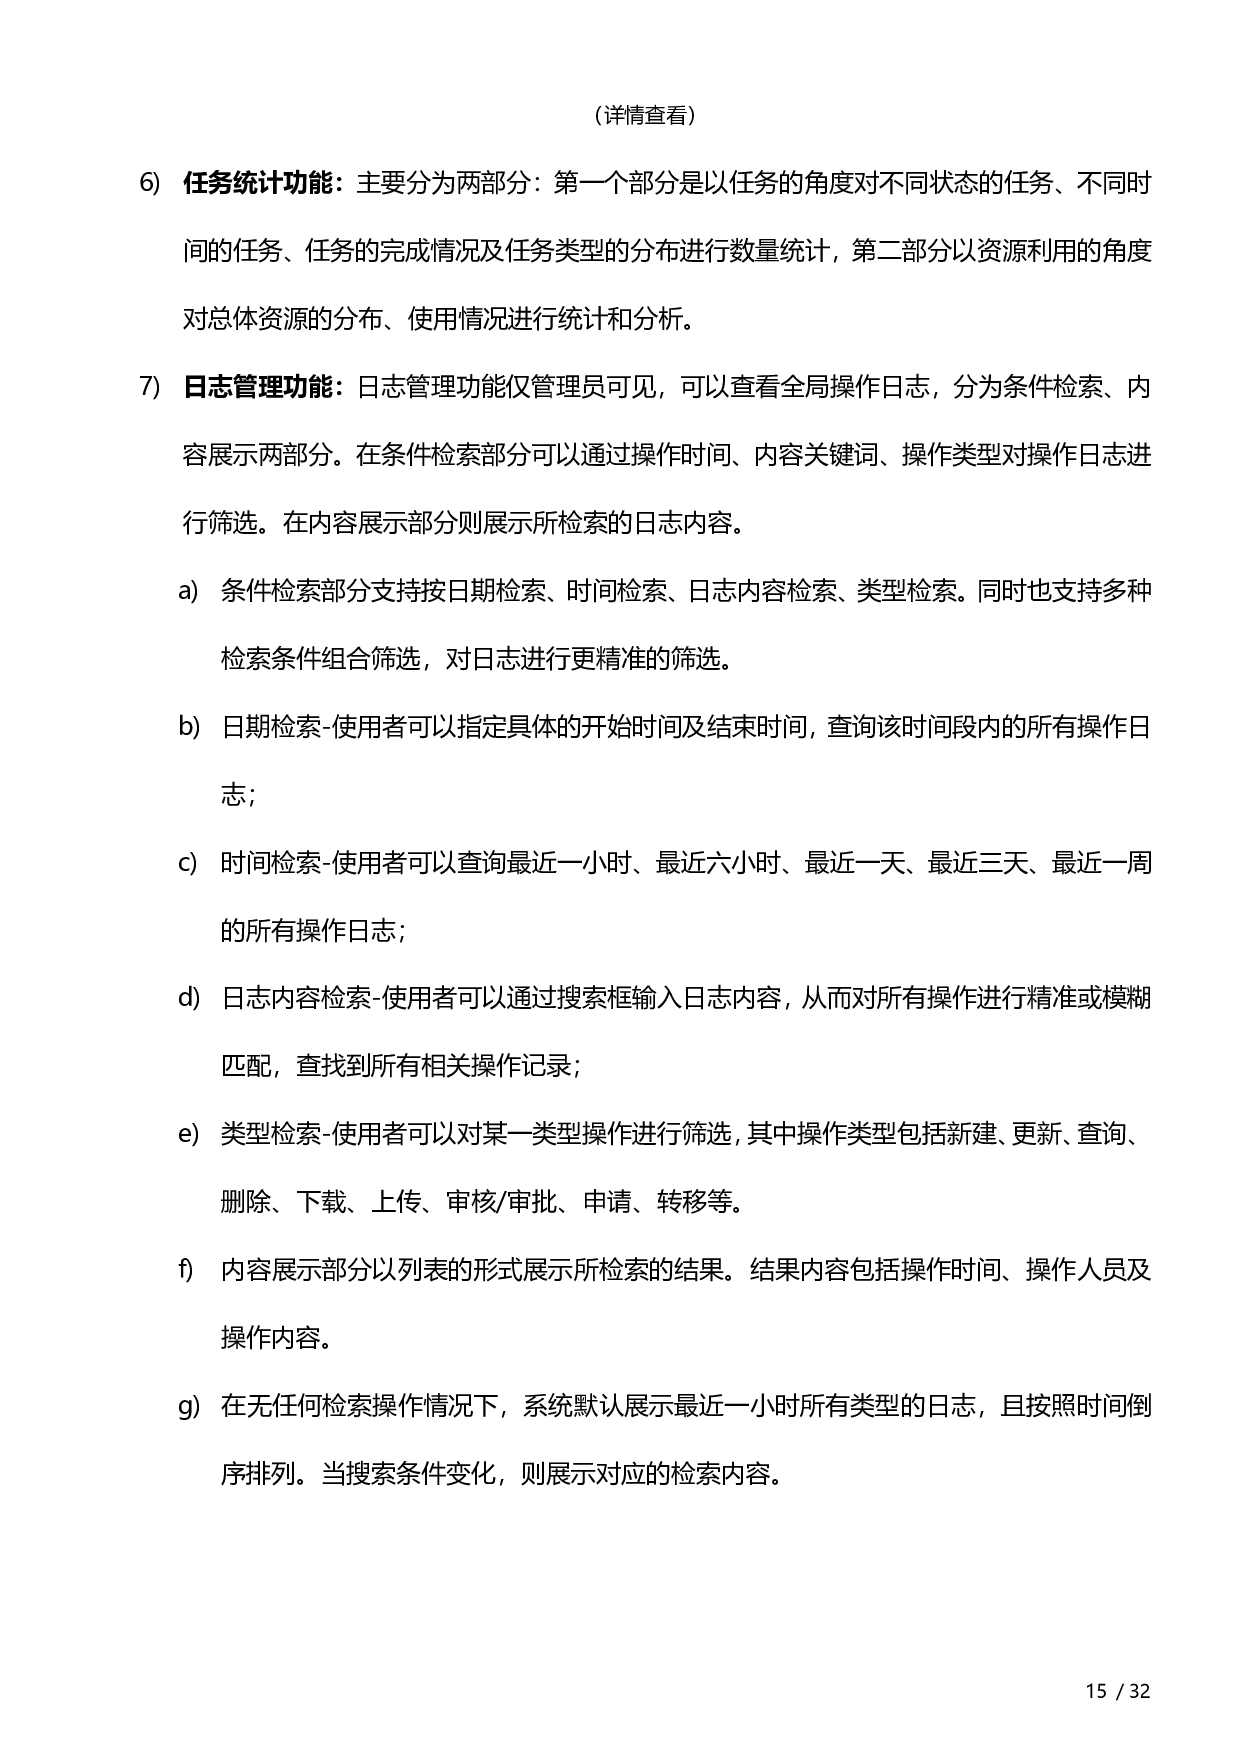 （详情查看）
6) 任务统计功能：主要分为两部分：第一个部分是以任务的角度对不同状态的任务、不同时
间的任务、任务的完成情况及任务类型的分布进行数量统计，第二部分以资源利用的角度
对总体资源的分布、使用情况进行统计和分析。
7) 日志管理功能：日志管理功能仅管理员可见，可以查看全局操作日志，分为条件检索、内
容展示两部分。在条件检索部分可以通过操作时间、内容关键词、操作类型对操作日志进
行筛选。在内容展示部分则展示所检索的日志内容。
a) 条件检索部分支持按日期检索、时间检索、日志内容检索、类型检索。同时也支持多种
检索条件组合筛选，对日志进行更精准的筛选。
b) 日期检索-使用者可以指定具体的开始时间及结束时间，查询该时间段内的所有操作日
志；
c) 时间检索-使用者可以查询最近一小时、最近六小时、最近一天、最近三天、最近一周
的所有操作日志；
d) 日志内容检索-使用者可以通过搜索框输入日志内容，从而对所有操作进行精准或模糊
匹配，查找到所有相关操作记录；
e) 类型检索-使用者可以对某一类型操作进行筛选，其中操作类型包括新建、更新、查询、
删除、下载、上传、审核/审批、申请、转移等。
f) 内容展示部分以列表的形式展示所检索的结果。结果内容包括操作时间、操作人员及
操作内容。
g) 在无任何检索操作情况下，系统默认展示最近一小时所有类型的日志，且按照时间倒
序排列。当搜索条件变化，则展示对应的检索内容。
15 / 32